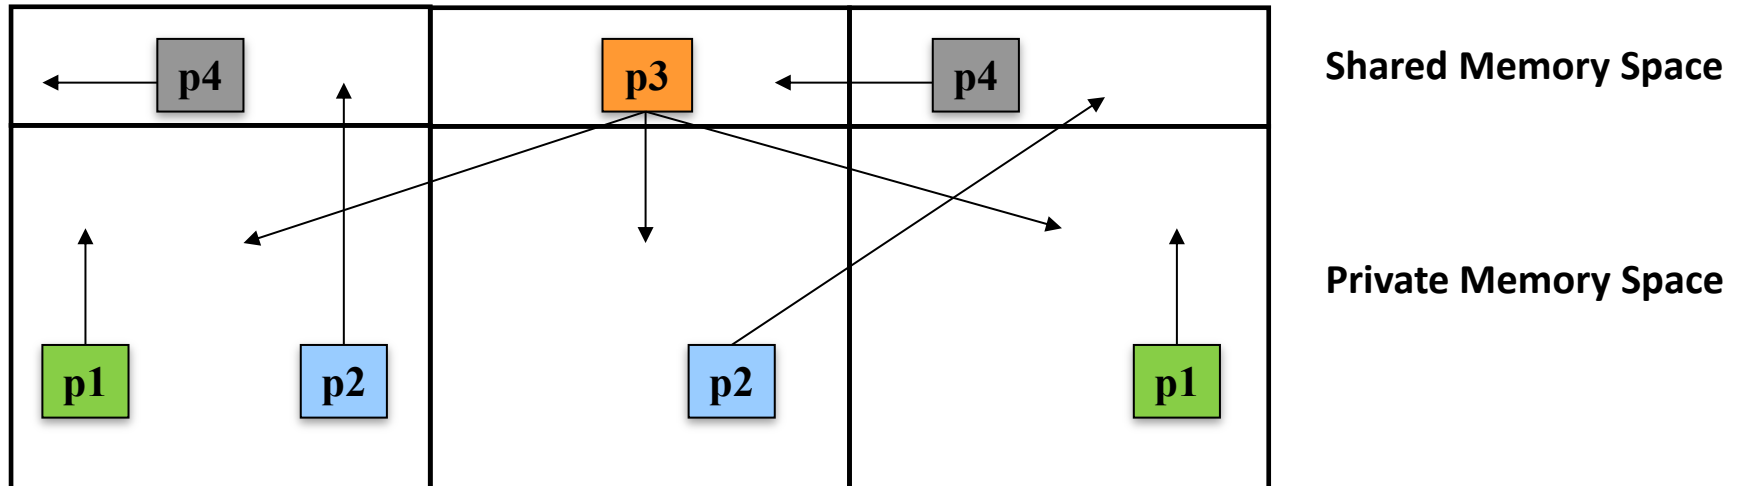 p4
p3
p4
Shared Memory Space
Private Memory Space
p1
p2
p2
p1